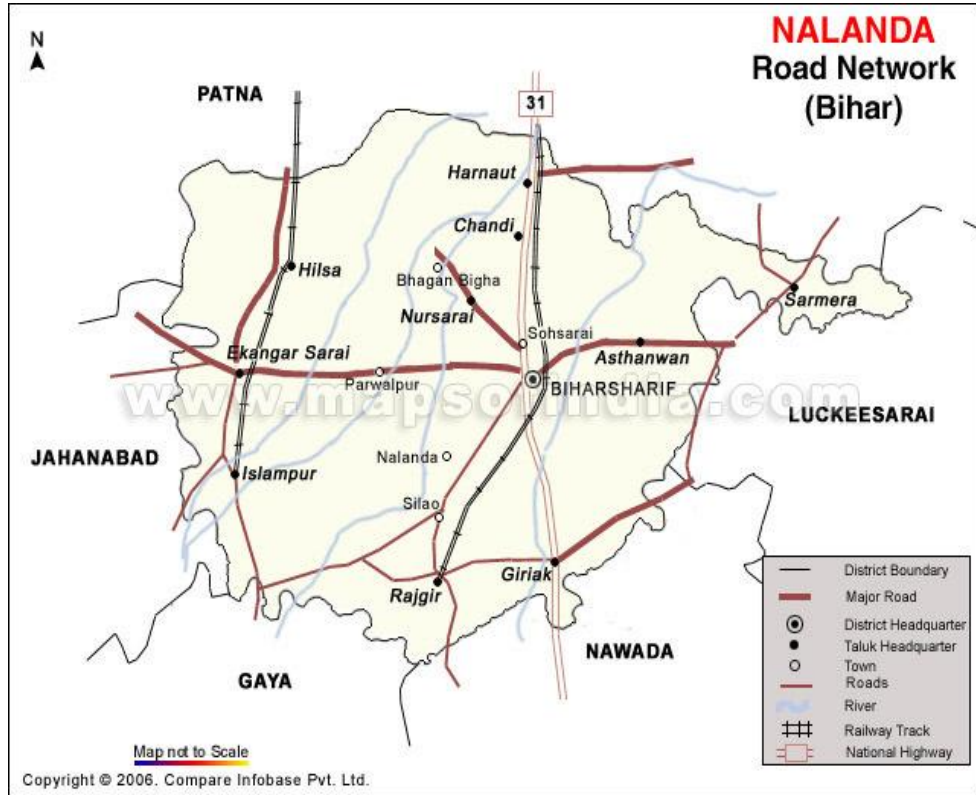 NALANDA
Road Network
(Bihar)
N
PATNA
31
Harnaut
Chandi
Hilsa
Bhagan Bigha
Nursarai
Sarmera
Sohsarai
Asthanwan
Ekangar Sarai
Parwalpur
BIHARSHARIF
www.mapsofindia.com
LUCKEESARAI
JAHANABAD
Nalanda
Islampur
Silao
Giriak
Rajgir
NAWADA
GAYA
District Boundary
Major Road
District Headquarter
Taluk Headquarter
Town
Roads
River
Railway Track
National Highway
Map not to Scale
Copyright © 2006. Compare Infobase Pvt. Ltd.